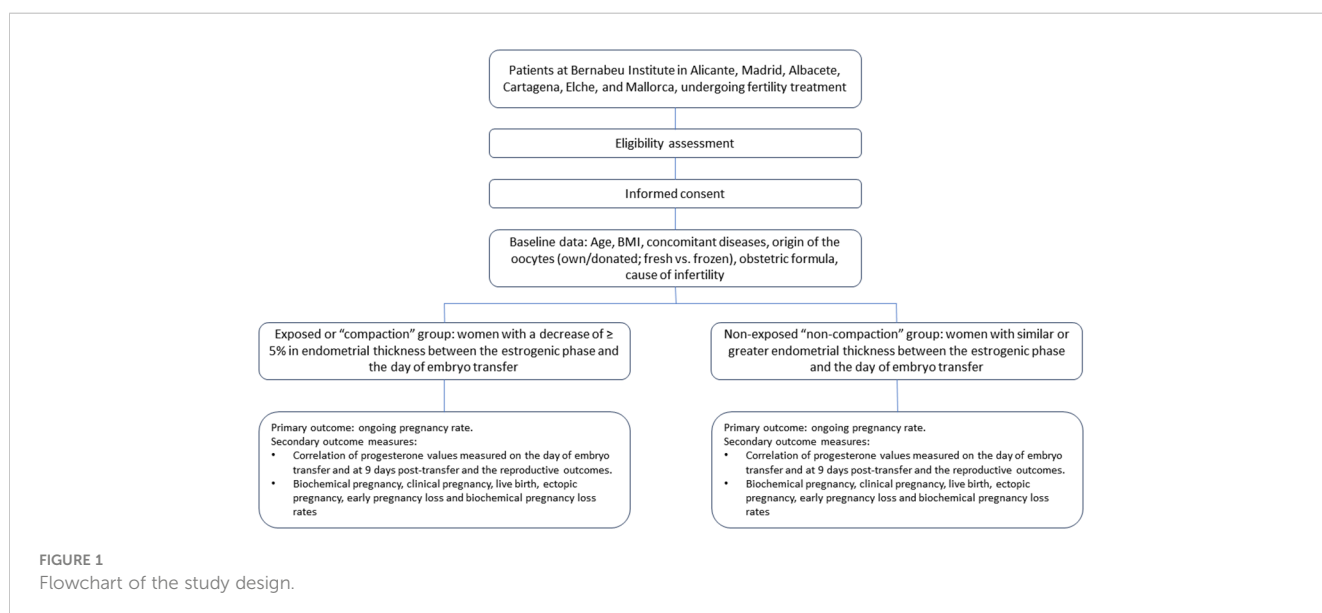 Patients at Bernabeu Institute in Alicante, Madrid, Albacete,
Cartagena, Elche, and Mallorca, undergoing fertility treatment
Eligibility assessment
Informed consent
Baseline data: Age, BMI, concomitant diseases, origin of the
oocytes (own/donated; fresh vs. frozen), obstetric formula,
cause of infertility
Exposed or “compaction” group: women with a decrease of ≥
5% in endometrial thickness between the estrogenic phase and
the day of embryo transfer
Non-exposed “non-compaction” group: women with similar or
greater endometrial thickness between the estrogenic phase
and the day of embryo transfer
Primary outcome: ongoing pregnancy rate.
Secondary outcome measures:
• Correlation of progesterone values measured on the day of embryo
transfer and at 9 days post-transfer and the reproductive outcomes.
• Biochemical pregnancy, clinical pregnancy, live birth, ectopic
pregnancy, early pregnancy loss and biochemical pregnancy loss
rates
Primary outcome: ongoing pregnancy rate.
Secondary outcome measures:
• Correlation of progesterone values measured on the day of embryo
transfer and at 9 days post-transfer and the reproductive outcomes.
• Biochemical pregnancy, clinical pregnancy, live birth, ectopic
pregnancy, early pregnancy loss and biochemical pregnancy loss
rates
FIGURE 1
Flowchart of the study design.